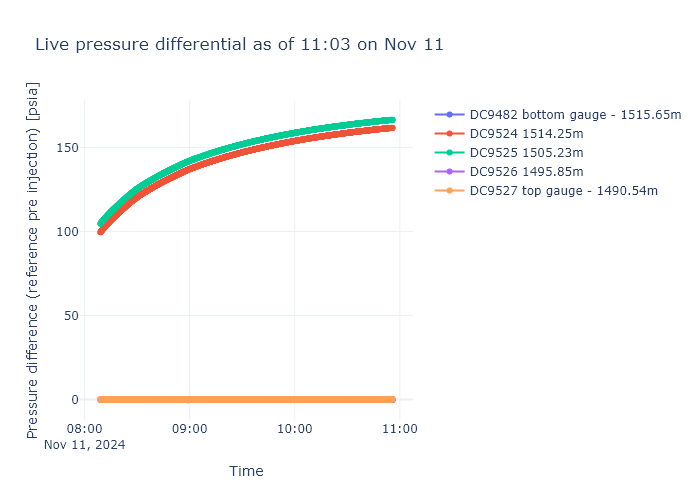 Live pressure differential as of 11:03 on Nov 11
Pressure difference (reference pre injection) [psia]
150
100
50
0
08:00
09:00
10:00
11:00
Nov 11, 2024
Time
DC9482 bottom gauge - 1515.65m
DC9524 1514.25m
DC9525 1505.23m
DC9526 1495.85m
DC9527 top gauge - 1490.54m